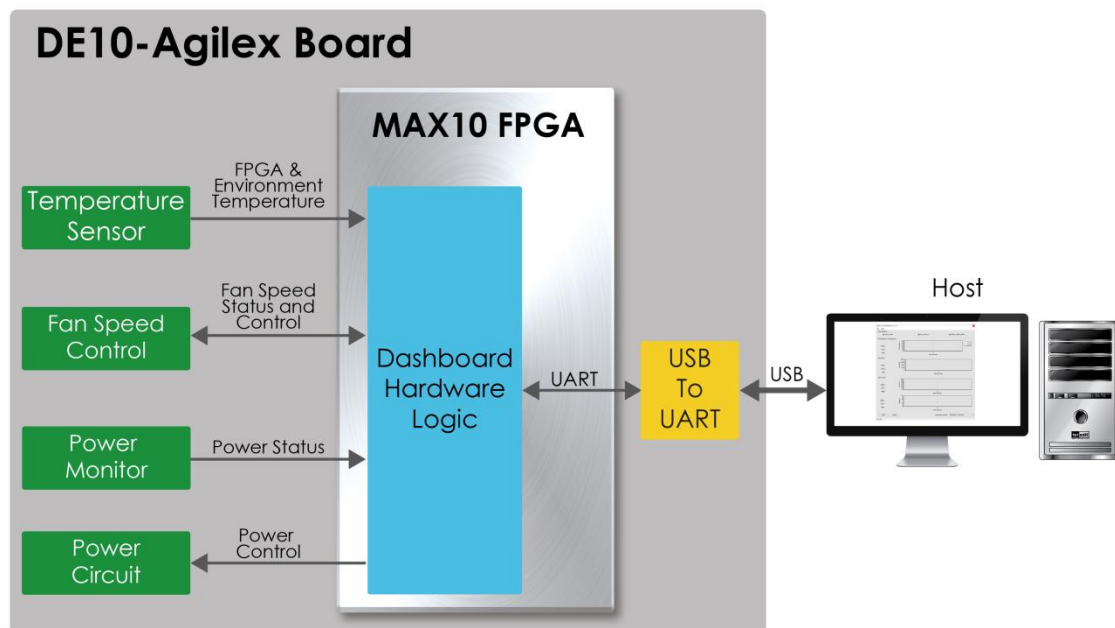 DE10-Agilex Board
MAX10 FPGA
FPGA &
Environment
Temperature
Temperature
Sensor
Fan Speed
Status and
Control
Fan Speed
Control
Dashboard
Hardware
Logic
UART
USB
To
UART
USB
Host
Power
Monitor
Power Status
Power
Circuit
Power
Control